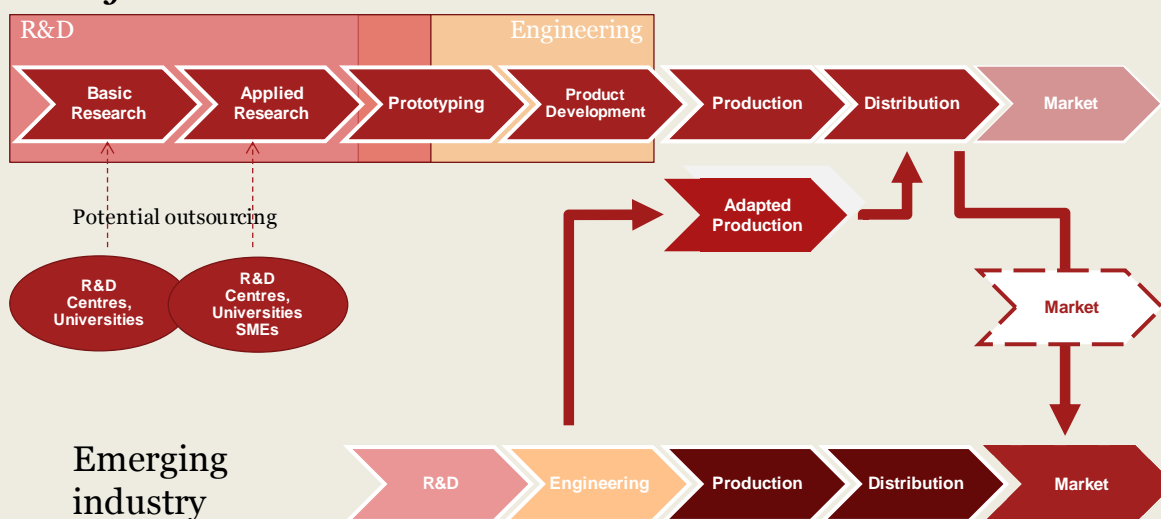 R&D
Engineering
Basic
Research
Applied
Research
Prototyping
Product
Development
Production
Distribution
Market
Adapted
Production
Potential outsourcing
R&D
Centres,
Universities
R&D
Centres,
Universities
SMEs
Market
Emerging
industry
R&D
Engineering
Production
Distribution
Market